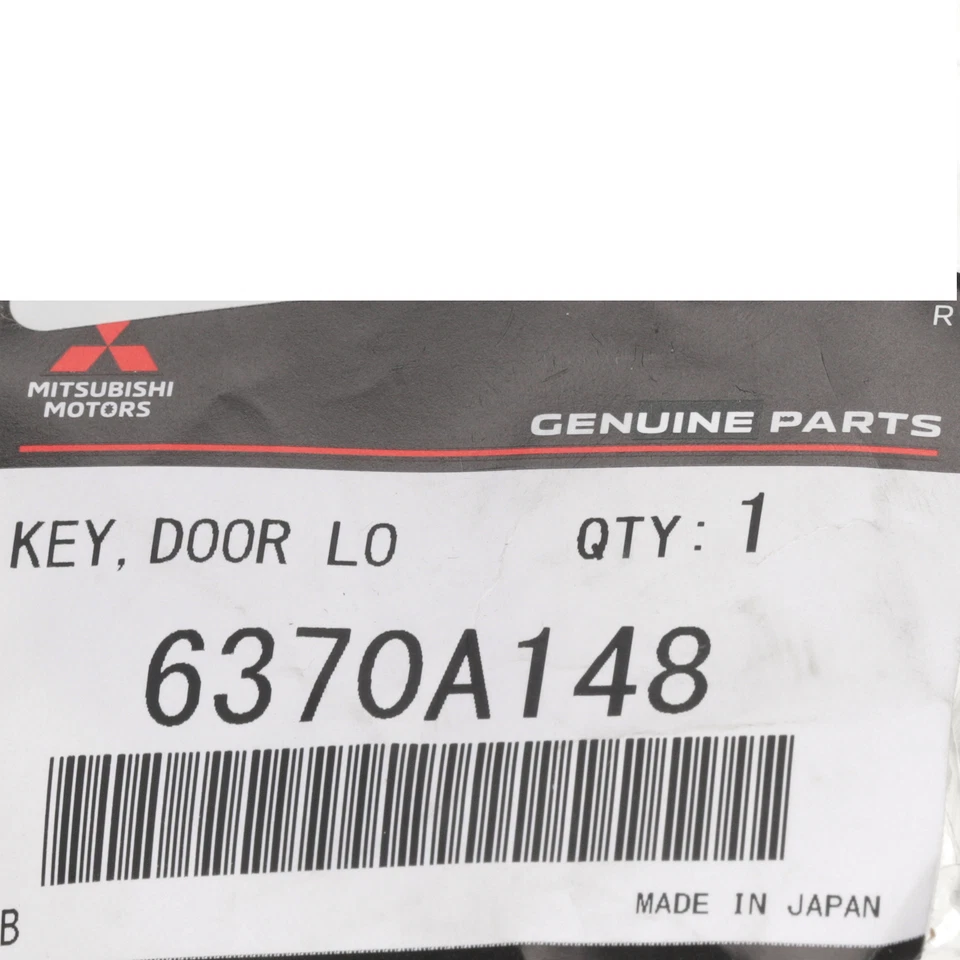 R
MITSUBISHI
MOTORS
GENUINE PARTS
KEY, DOOR LO QTY: 1
6370A148
MADE IN JAPAN
B